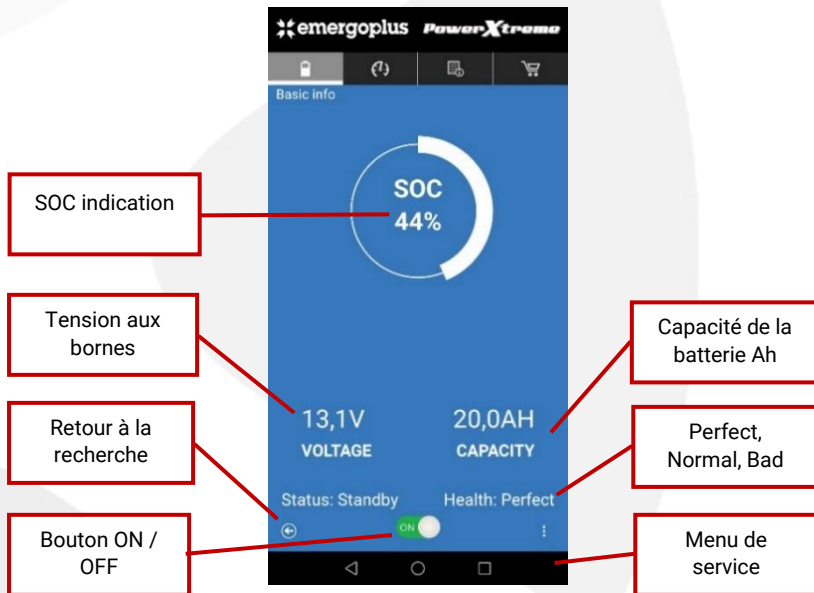 emergoplus PowerXtreme
Basic info
SOC indication
SOC
44%
Tension aux
bornes
Capacité de la
batterie Ah
13,1V
VOLTAGE
20,0AH
CAPACITY
Retour à la
recherche
Perfect,
Normal, Bad
Status: Standby
Health: Perfect
Bouton ON /
OFF
ON
Menu de
service